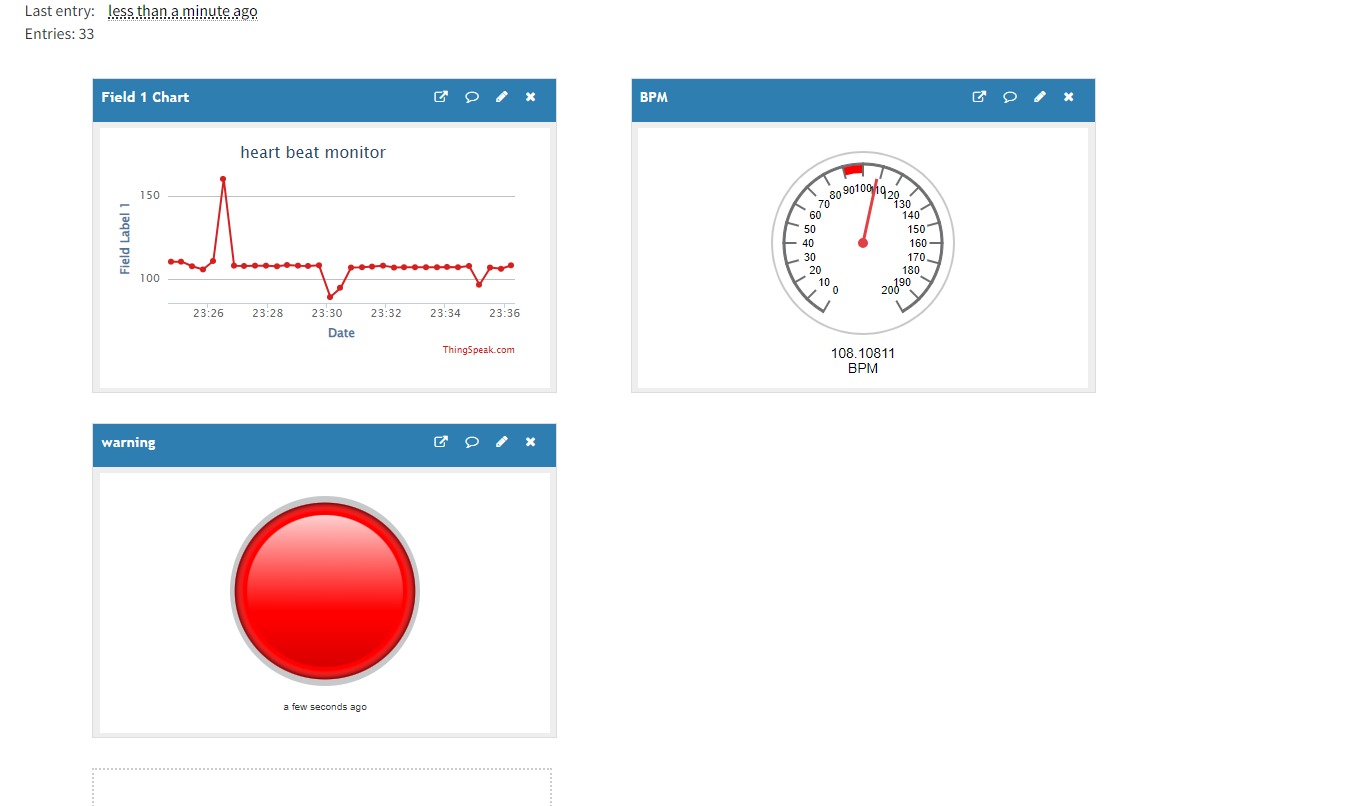 Last entry: less than a minute ago
Entries: 33
Field 1 Chart
heart beat monitor
Field Label 1
150
100
23:26 23:28 23:30 23:32 23:34 23:36
Date
ThingSpeak.com
BPM
0
10
20
30
40
50
60
70
80
90
100
110
120
130
140
150
160
170
180
190
200
108.10811
BPM
warning
a few seconds ago